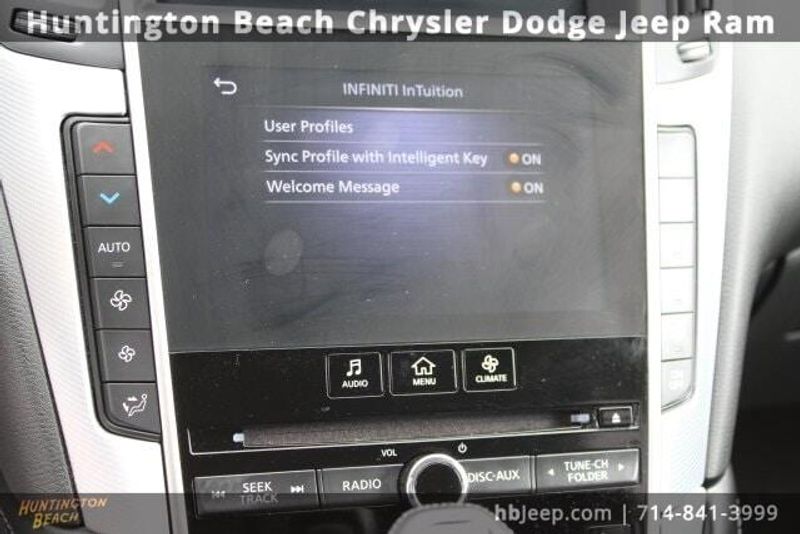 Huntington Beach Chrysler Dodge Jeep Ram
INFINITI InTuition
User Profiles
Sync Profile with Intelligent Key ON
Welcome Message ON
AUTO
AUDIO
MENU
CLIMATE
VOL
SEEK
TRACK
RADIO
DISC-AUX
TUNE-CH
FOLDER
HUNTINGTON
BEACH
hbjeep.com | 714-841-3999